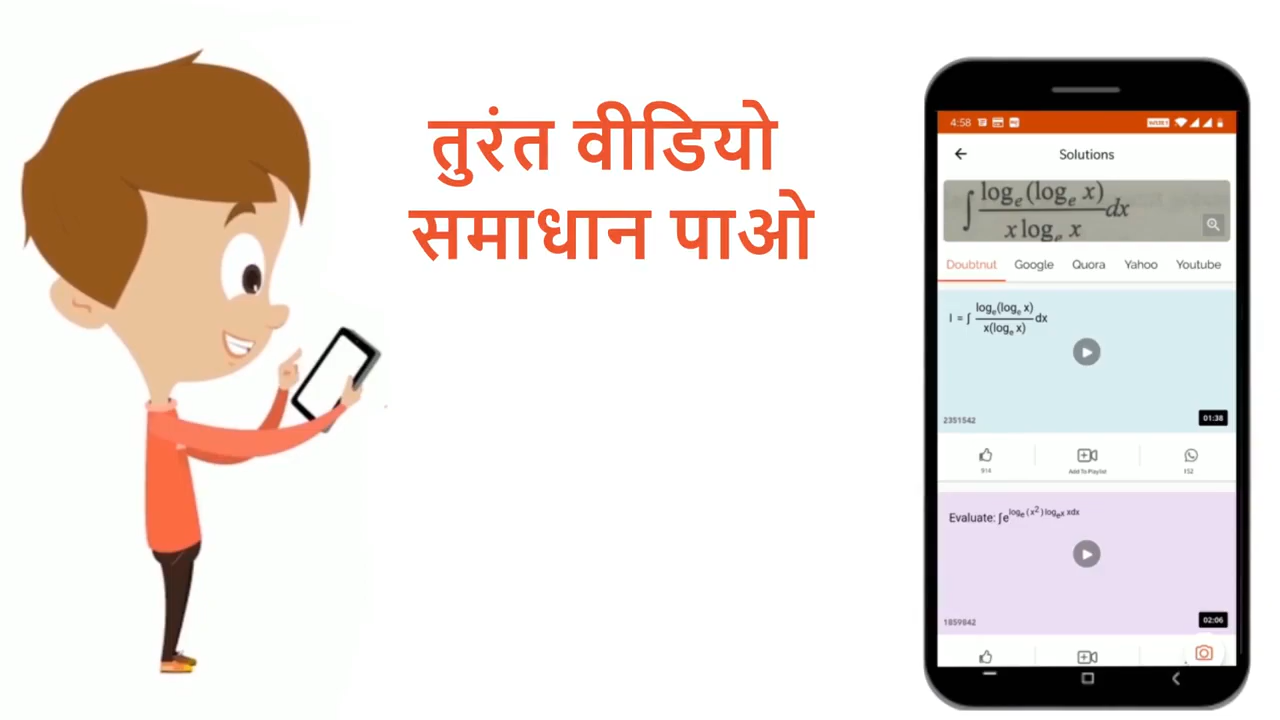 तुरंत वीडियो
समाधान पाओ
4:58
Solutions
∫ logₑ(logₑ x) / x logₑ x dx
Doubtnut Google Quora Yahoo Youtube
I = ∫ logₑ(logₑ x) / x(logₑ x) dx
2351542 01:38
914 Add To Playlist 152
Evaluate: ∫e^logₑ(x²)logₑx xdx
1859842 02:06